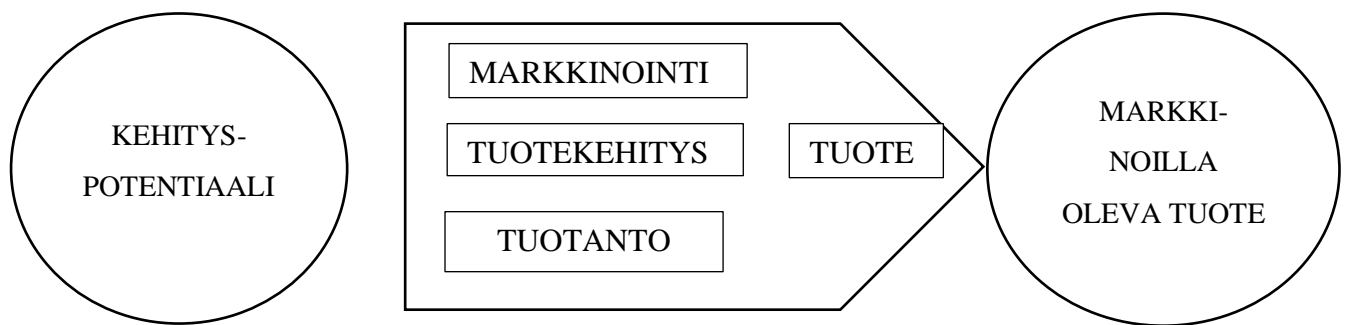 KEHITYS-
POTENTIAALI
MARKKINOINTI
TUOTEKEHITYS
TUOTANTO
TUOTE
MARKKI-
NOILLA
OLEVA TUOTE